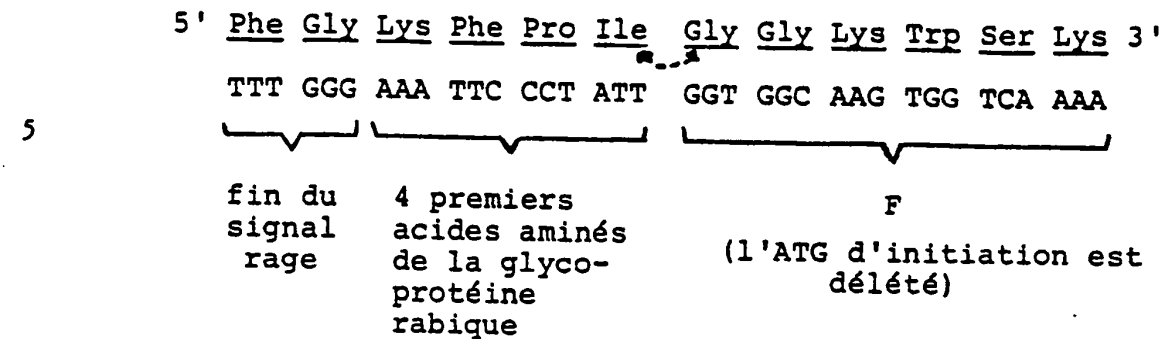 5' Phe Gly Lys Phe Pro Ile Gly Gly Lys Trp Ser Lys 3'
TTT GGG AAA TTC CCT ATT GGT GGC AAG TGG TCA AAA
5
fin du signal rage
4 premiers acides aminés de la glyco-protéine rabique
F
(l'ATG d'initiation est délété)